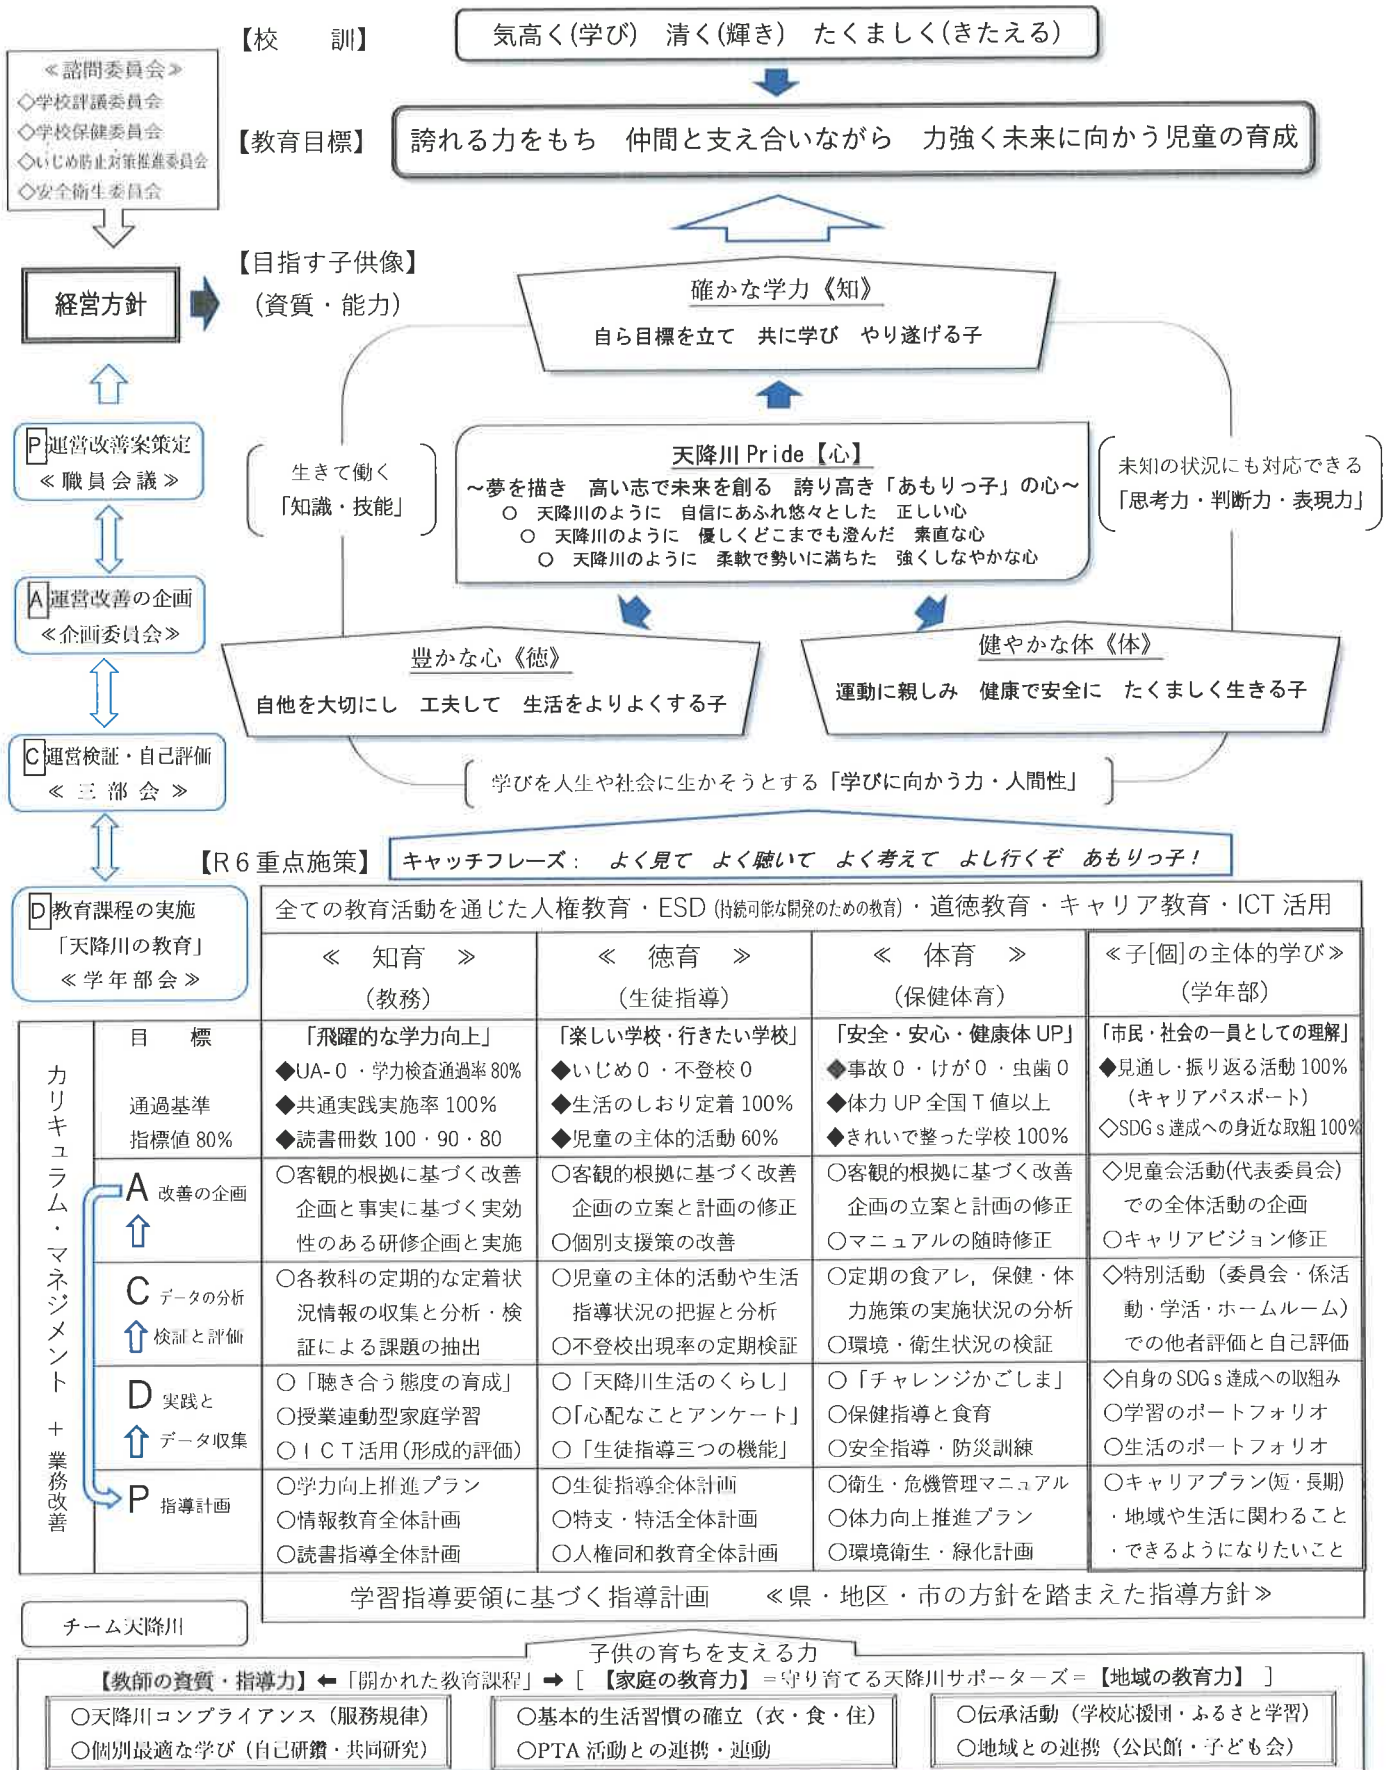 【校　訓】
気高く(学び)　清く(輝き)　たくましく(きたえる)
≪諮問委員会≫
◇学校評議委員会
◇学校保健委員会
◇いじめ防止対策推進委員会
◇安全衛生委員会
【教育目標】
誇れる力をもち　仲間と支え合いながら　力強く未来に向かう児童の育成
経営方針
【目指す子供像】
(資質・能力)
確かな学力《知》
自ら目標を立て　共に学び　やり遂げる子
P運営改善案策定
≪職員会議≫
A運営改善の企画
≪企画委員会≫
C運営検証・自己評価
≪三部会≫
D教育課程の実施
「天降川の教育」
≪学年部会≫
生きて働く
「知識・技能」
天降川Pride【心】
～夢を描き　高い志で未来を創る　誇り高き「あもりっ子」の心～
○　天降川のように　自信にあふれ悠々とした　正しい心
○　天降川のように　優しくどこまでも澄んだ　素直な心
○　天降川のように　柔軟で勢いに満ちた　強くしなやかな心
未知の状況にも対応できる
「思考力・判断力・表現力」
豊かな心《徳》
自他を大切にし　工夫して　生活をよりよくする子
健やかな体《体》
運動に親しみ　健康で安全に　たくましく生きる子
学びを人生や社会に生かそうとする「学びに向かう力・人間性」
【R６重点施策】
キャッチフレーズ：　よく見て　よく聴いて　よく考えて　よし行くぞ　あもりっ子！
全ての教育活動を通じた人権教育・ESD(持続可能な開発のための教育)・道徳教育・キャリア教育・ICT活用
≪　知育　≫
(教務)
≪　徳育　≫
(生徒指導)
≪　体育　≫
(保健体育)
≪子[個]の主体的学び≫
(学年部)
カリキュラム・マネジメント　＋　業務改善
目　標
通過基準
指標値80%
「飛躍的な学力向上」
◆UA-０・学力検査通過率80%
◆共通実践実施率100%
◆読書冊数100・90・80
「楽しい学校・行きたい学校」
◆いじめ０・不登校０
◆生活のしおり定着100%
◆児童の主体的活動60%
「安全・安心・健康体UP」
◆事故０・けが０・虫歯０
◆体力UP全国T値以上
◆きれいで整った学校100%
「市民・社会の一員としての理解」
◆見通し・振り返る活動100%
(キャリアパスポート)
◇SDGｓ達成への身近な取組100%
A 改善の企画
○客観的根拠に基づく改善
企画と事実に基づく実効
性のある研修企画と実施
○客観的根拠に基づく改善
企画の立案と計画の修正
○個別支援策の改善
○客観的根拠に基づく改善
企画の立案と計画の修正
○マニュアルの随時修正
◇児童会活動(代表委員会)
での全体活動の企画
○キャリアビジョン修正
C データの分析
検証と評価
○各教科の定期的な定着状
況情報の収集と分析・検
証による課題の抽出
○児童の主体的活動や生活
指導状況の把握と分析
○不登校出現率の定期検証
○定期の食アレ，保健・体
力施策の実施状況の分析
○環境・衛生状況の検証
◇特別活動（委員会・係活
動・学活・ホームルーム）
での他者評価と自己評価
D 実践と
データ収集
○「聴き合う態度の育成」
○授業連動型家庭学習
○ＩＣＴ活用(形成的評価)
○「天降川生活のくらし」
○「心配なことアンケート」
○「生徒指導三つの機能」
○「チャレンジかごしま」
○保健指導と食育
○安全指導・防災訓練
◇自身のSDGｓ達成への取組み
○学習のポートフォリオ
○生活のポートフォリオ
P 指導計画
○学力向上推進プラン
○情報教育全体計画
○読書指導全体計画
○生徒指導全体計画
○特支・特活全体計画
○人権同和教育全体計画
○衛生・危機管理マニュアル
○体力向上推進プラン
○環境衛生・緑化計画
○キャリアプラン(短・長期)
・地域や生活に関わること
・できるようになりたいこと
学習指導要領に基づく指導計画　　≪県・地区・市の方針を踏まえた指導方針≫
チーム天降川
子供の育ちを支える力
【教師の資質・指導力】←「開かれた教育課程」→［　【家庭の教育力】＝守り育てる天降川サポーターズ＝【地域の教育力】　］
○天降川コンプライアンス（服務規律）
○個別最適な学び（自己研鑽・共同研究）
○基本的生活習慣の確立（衣・食・住）
○PTA活動との連携・連動
○伝承活動（学校応援団・ふるさと学習）
○地域との連携（公民館・子ども会）